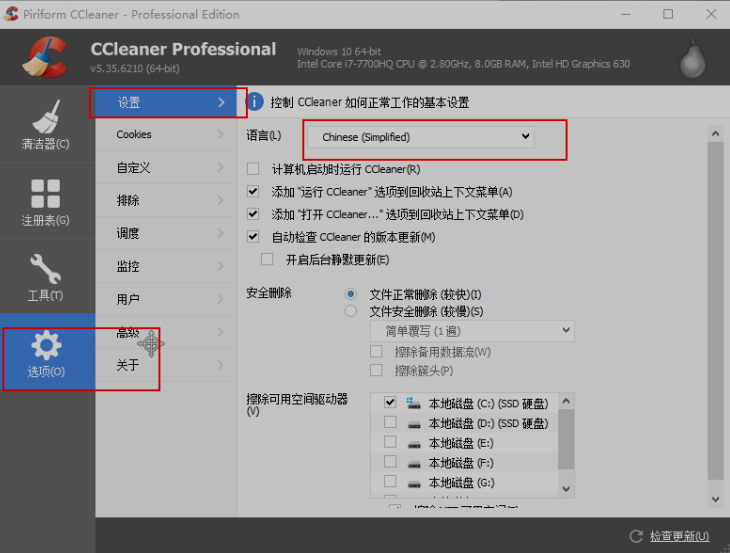 Piriform CCleaner - Professional Edition
CCleaner Professional
v5.35.6210 (64-bit)
Windows 10 64-bit
Intel Core i7-7700HQ CPU @ 2.80GHz, 8.0GB RAM, Intel HD Graphics 630
清洁器(C)
注册表(G)
工具(T)
选项(O)
设置
Cookies
自定义
排除
调度
监控
用户
高级
关于
控制 CCleaner 如何正常工作的基本设置
语言(L)
Chinese (Simplified)
计算机启动时运行 CCleaner(R)
添加 "运行 CCleaner" 选项到回收站上下文菜单(A)
添加 "打开 CCleaner..." 选项到回收站上下文菜单(D)
自动检查 CCleaner 的版本更新(M)
开启后台静默更新(E)
安全删除
文件正常删除 (较快)(I)
文件安全删除 (较慢)(S)
简单覆写 (1 遍)
擦除备用数据流(W)
擦除簇头(P)
擦除可用空间驱动器
(V)
本地磁盘 (C:) (SSD 硬盘)
本地磁盘 (D:) (SSD 硬盘)
本地磁盘 (E:)
本地磁盘 (F:)
本地磁盘 (G:)
检查更新(U)